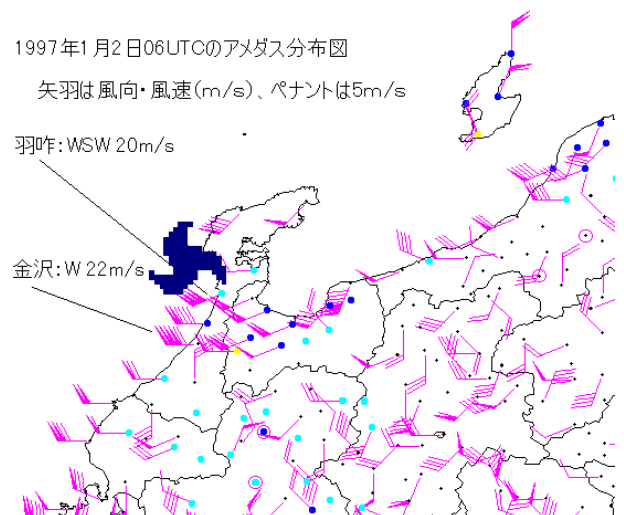 1997年1月2日06UTCのアメダス分布図
矢羽は風向・風速(m/s)、ペナントは5m/s
羽咋:WSW 20m/s
金沢:W 22m/s